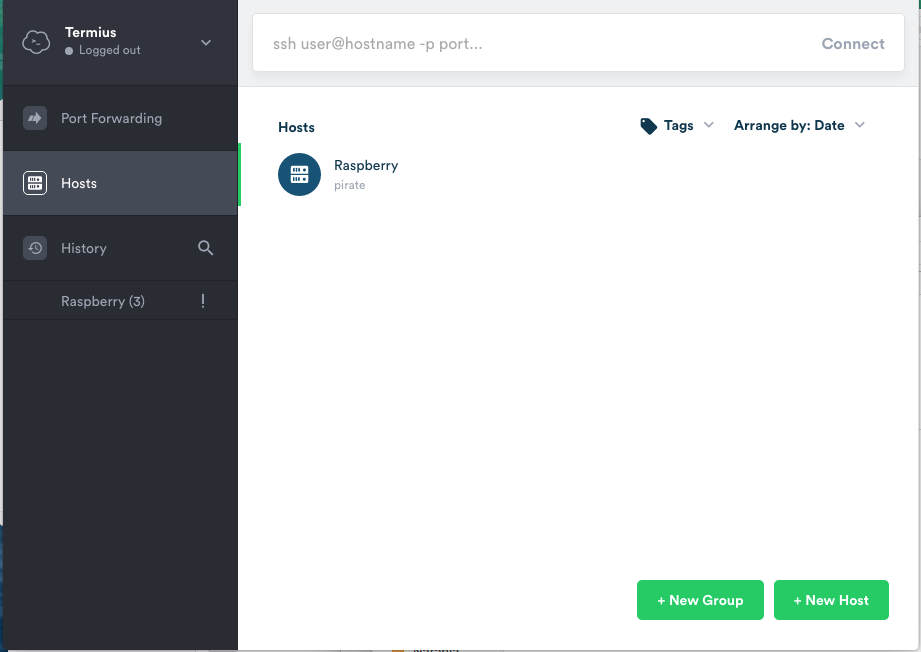 Termius
Logged out
Port Forwarding
Hosts
History
Raspberry (3)
!
ssh user@hostname -p port...
Connect
Hosts
Tags
Arrange by: Date
Raspberry
pirate
+ New Group
+ New Host